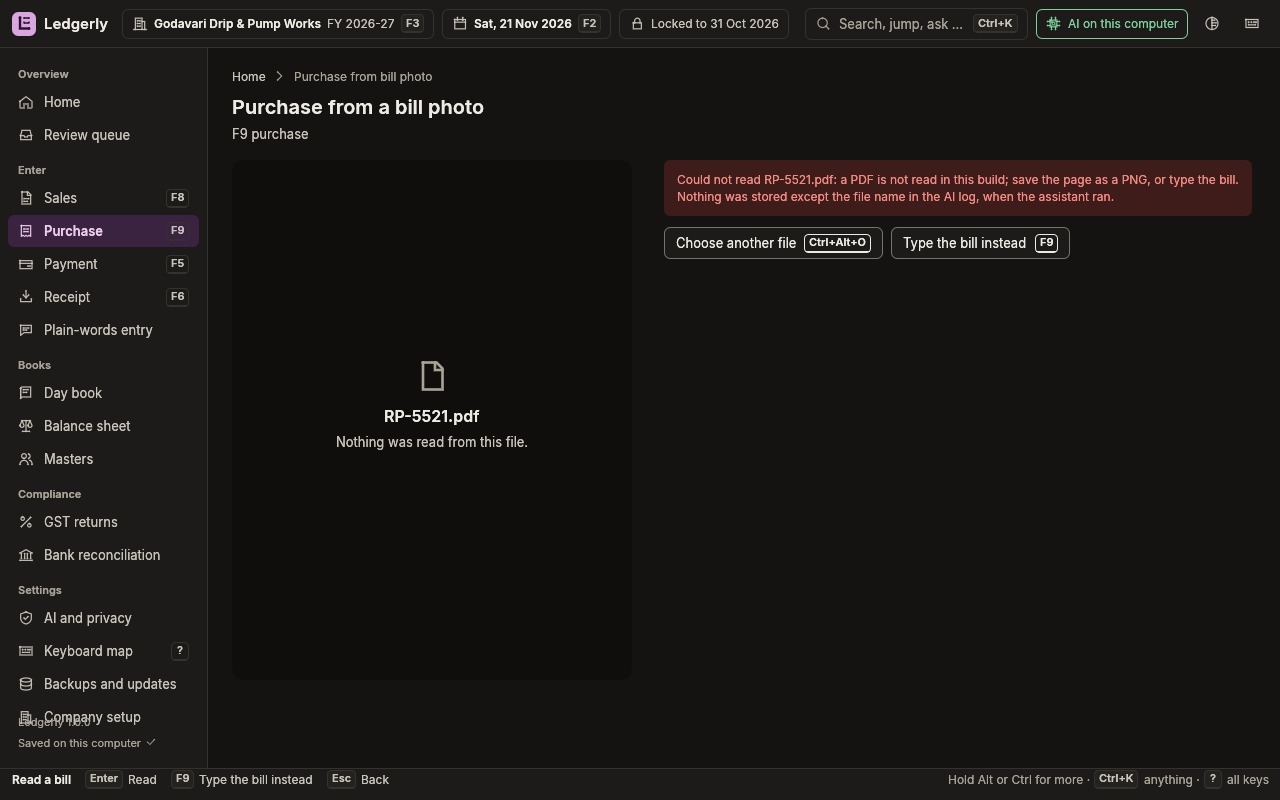 Ledgerly
Godavari Drip & Pump Works FY 2026-27 F3
Sat, 21 Nov 2026 F2
Locked to 31 Oct 2026
Search, jump, ask ... Ctrl+K
AI on this computer
Overview
Home
Review queue
Enter
Sales F8
Purchase F9
Payment F5
Receipt F6
Plain-words entry
Books
Day book
Balance sheet
Masters
Compliance
GST returns
Bank reconciliation
Settings
AI and privacy
Keyboard map ?
Backups and updates
Company setup
Ledgerly 1.0.0
Saved on this computer
Home > Purchase from bill photo
Purchase from a bill photo
F9 purchase
RP-5521.pdf
Nothing was read from this file.
Could not read RP-5521.pdf: a PDF is not read in this build; save the page as a PNG, or type the bill.
Nothing was stored except the file name in the AI log, when the assistant ran.
Choose another file Ctrl+Alt+O
Type the bill instead F9
Read a bill Enter Read F9 Type the bill instead Esc Back
Hold Alt or Ctrl for more · Ctrl+K anything · ? all keys